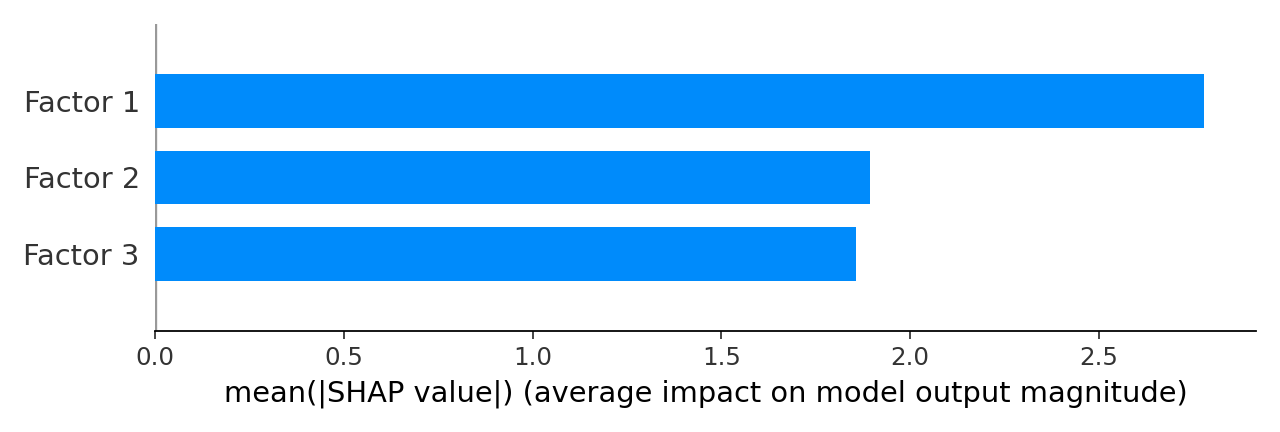 Factor 1
Factor 2
Factor 3
0.0 0.5 1.0 1.5 2.0 2.5
mean(|SHAP value|) (average impact on model output magnitude)